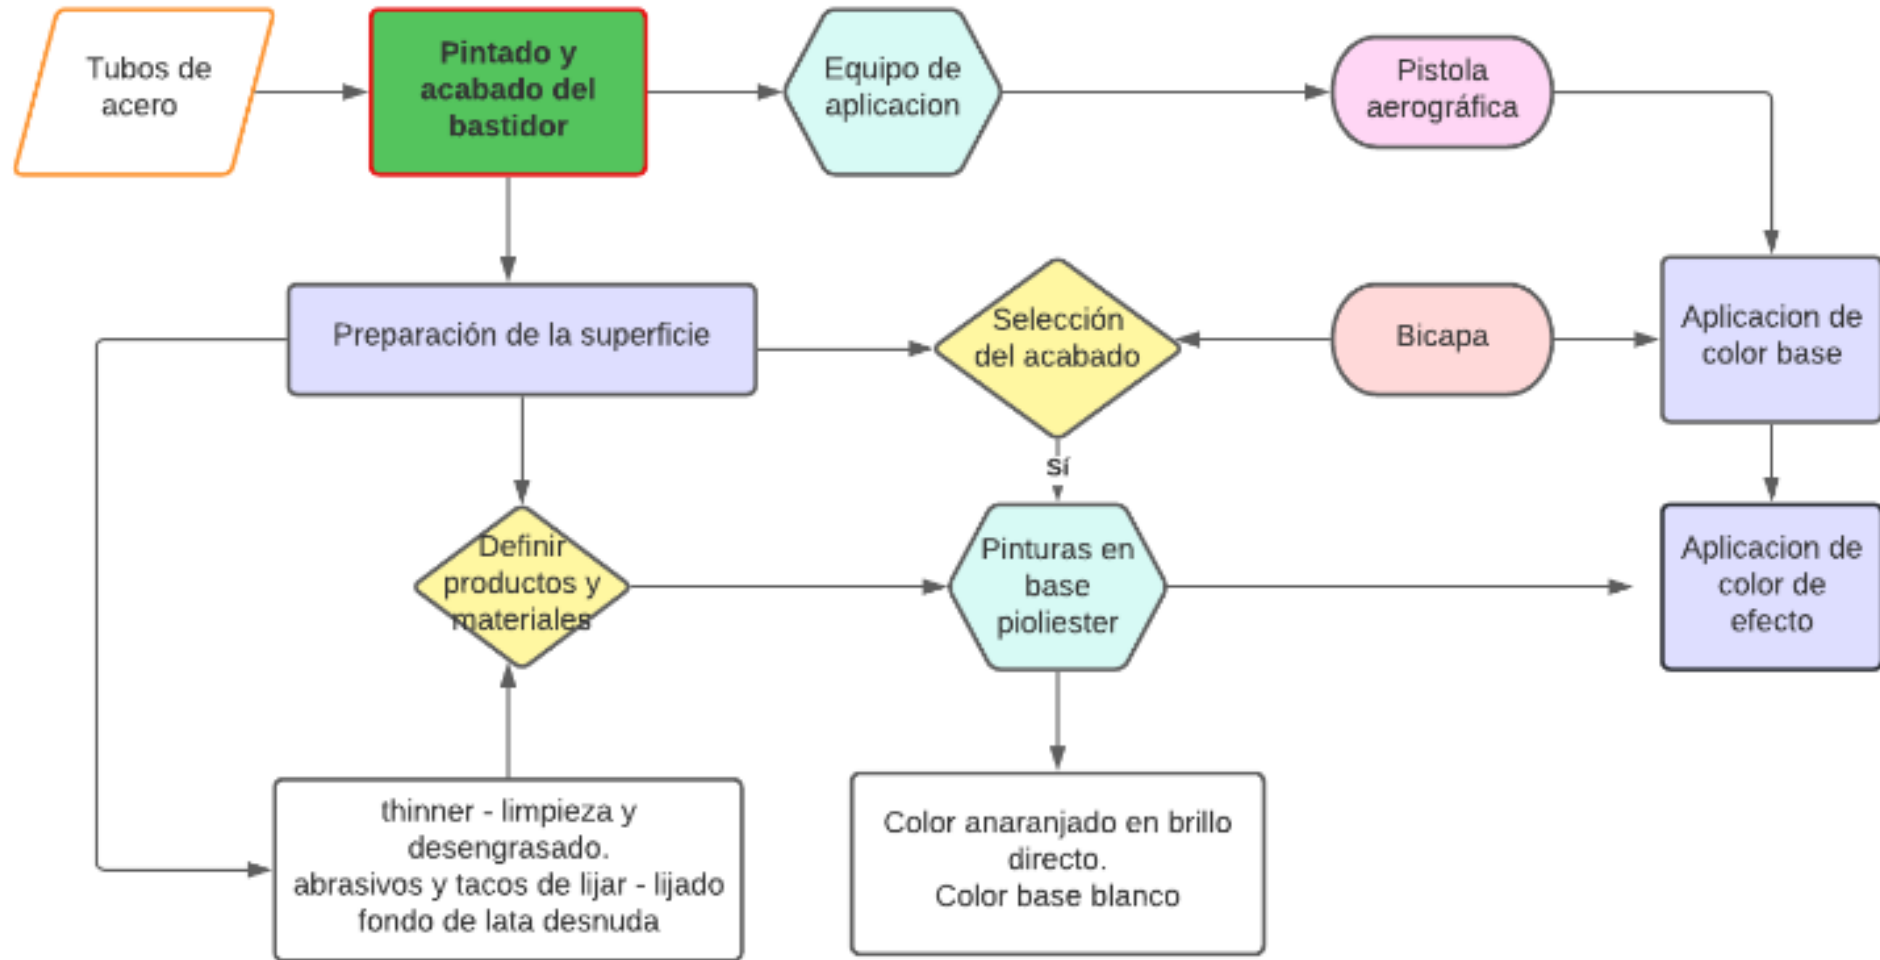 Tubos de
acero
Pintado y
acabado del
bastidor
Equipo de
aplicacion
Pistola
aerográfica
Preparación de la superficie
Selección
del acabado
Bicapa
Aplicacion de
color base
Sí
Definir
productos y
materiales
Pinturas en
base
pioliester
Aplicacion de
color de
efecto
thinner - limpieza y
desengrasado.
abrasivos y tacos de lijar - lijado
fondo de lata desnuda
Color anaranjado en brillo
directo.
Color base blanco